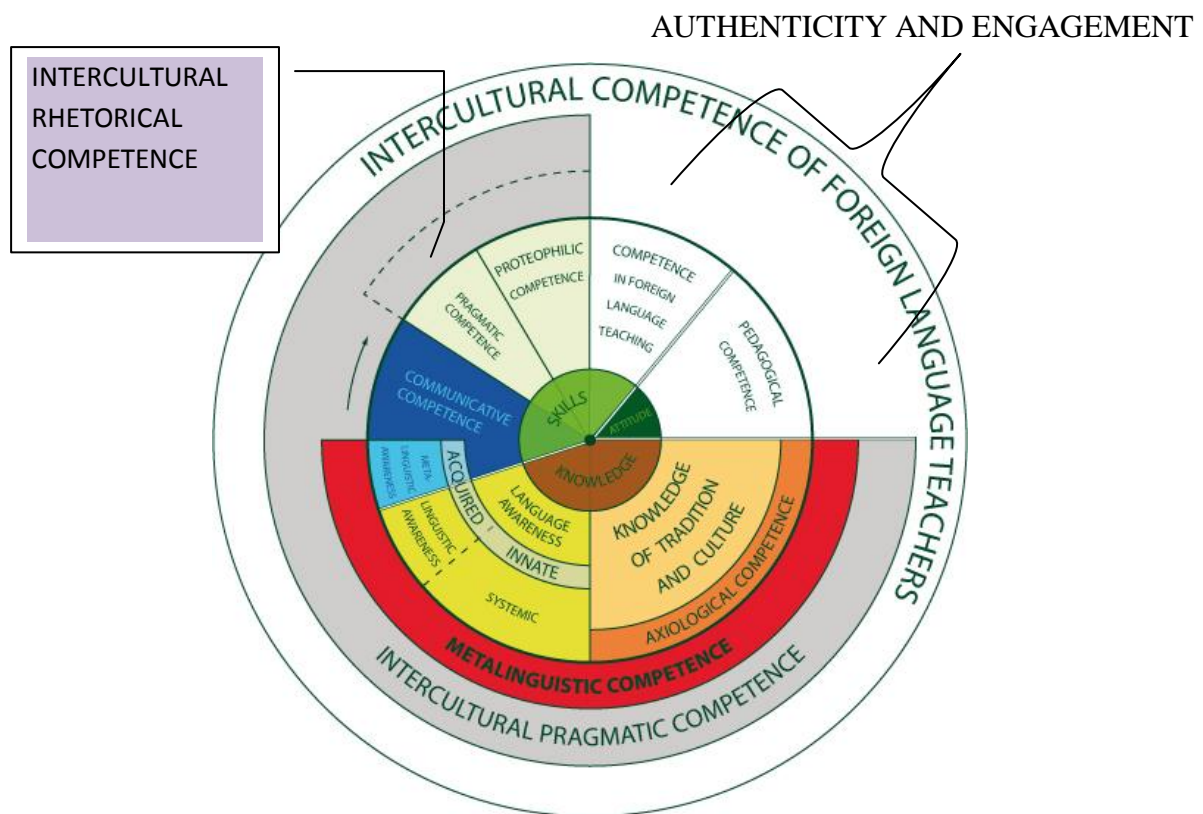 AUTHENTICITY AND ENGAGEMENT
INTERCULTURAL
RHETORICAL
COMPETENCE
INTERCULTURAL COMPETENCE OF FOREIGN LANGUAGE TEACHERS
PROTEOPHILIC
COMPETENCE
PRAGMATIC
COMPETENCE
COMPETENCE
IN FOREIGN
LANGUAGE
TEACHING
PEDAGOGICAL
COMPETENCE
COMMUNICATIVE
COMPETENCE
SKILLS
ATTITUDE
KNOWLEDGE
META-
LINGUISTIC
AWARENESS
ACQUIRED
INNATE
LANGUAGE
AWARENESS
LINGUISTIC
AWARENESS
SYSTEMIC
KNOWLEDGE
OF TRADITION
AND CULTURE
AXIOLOGICAL COMPETENCE
METALINGUISTIC COMPETENCE
INTERCULTURAL PRAGMATIC COMPETENCE